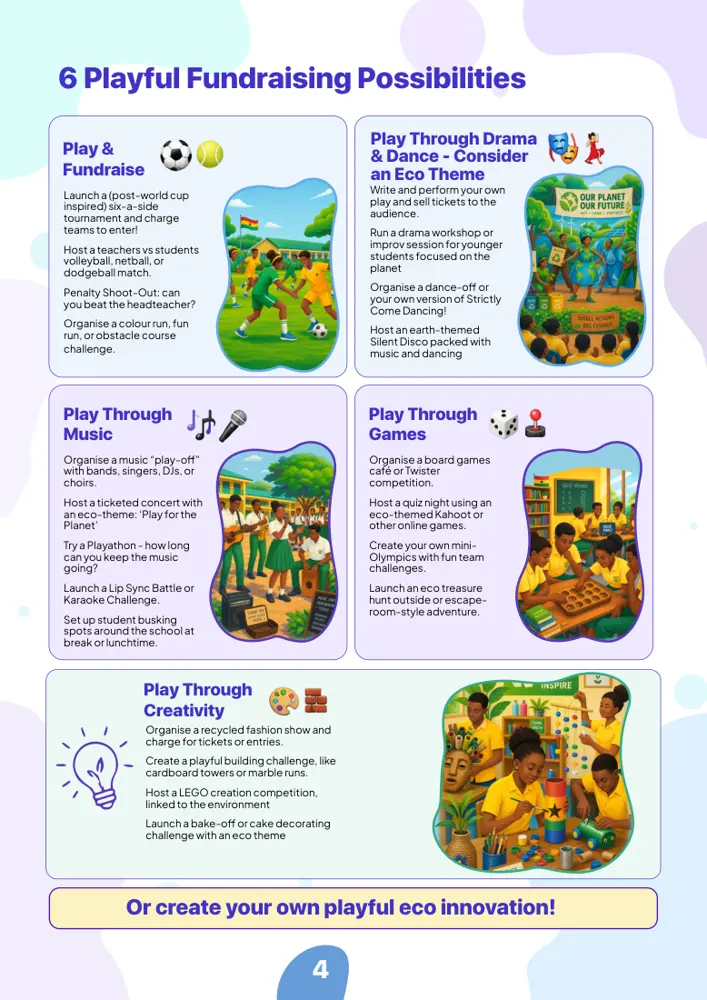 6 Playful Fundraising Possibilities
Play &
Fundraise
Launch a (post-world cup
inspired) six-a-side
tournament and charge
teams to enter!
Host a teachers vs students
volleyball, netball, or
dodgeball match.
Penalty Shoot-Out: can
you beat the headteacher?
Organise a colour run, fun
run, or obstacle course
challenge.
Play Through Drama
& Dance - Consider
an Eco Theme
Write and perform your own
play and sell tickets to the
audience.
Run a drama workshop or
improv session for younger
students focused on the
planet
Organise a dance-off or
your own version of Strictly
Come Dancing!
Host an earth-themed
Silent Disco packed with
music and dancing
OUR PLANET
OUR FUTURE
SMALL ACTIONS
BIG CHANGE
Play Through
Music
Organise a music “play-off”
with bands, singers, DJs, or
choirs.
Host a ticketed concert with
an eco-theme: ‘Play for the
Planet’
Try a Playathon - how long
can you keep the music
going?
Launch a Lip Sync Battle or
Karaoke Challenge.
Set up student busking
spots around the school at
break or lunchtime.
Play Through
Games
Organise a board games
café or Twister
competition.
Host a quiz night using an
eco-themed Kahoot or
other online games.
Create your own mini-
Olympics with fun team
challenges.
Launch an eco treasure
hunt outside or escape-
room-style adventure.
Play Through
Creativity
Organise a recycled fashion show and
charge for tickets or entries.
Create a playful building challenge, like
cardboard towers or marble runs.
Host a LEGO creation competition,
linked to the environment
Launch a bake-off or cake decorating
challenge with an eco theme
INSPIRE
Or create your own playful eco innovation!
4